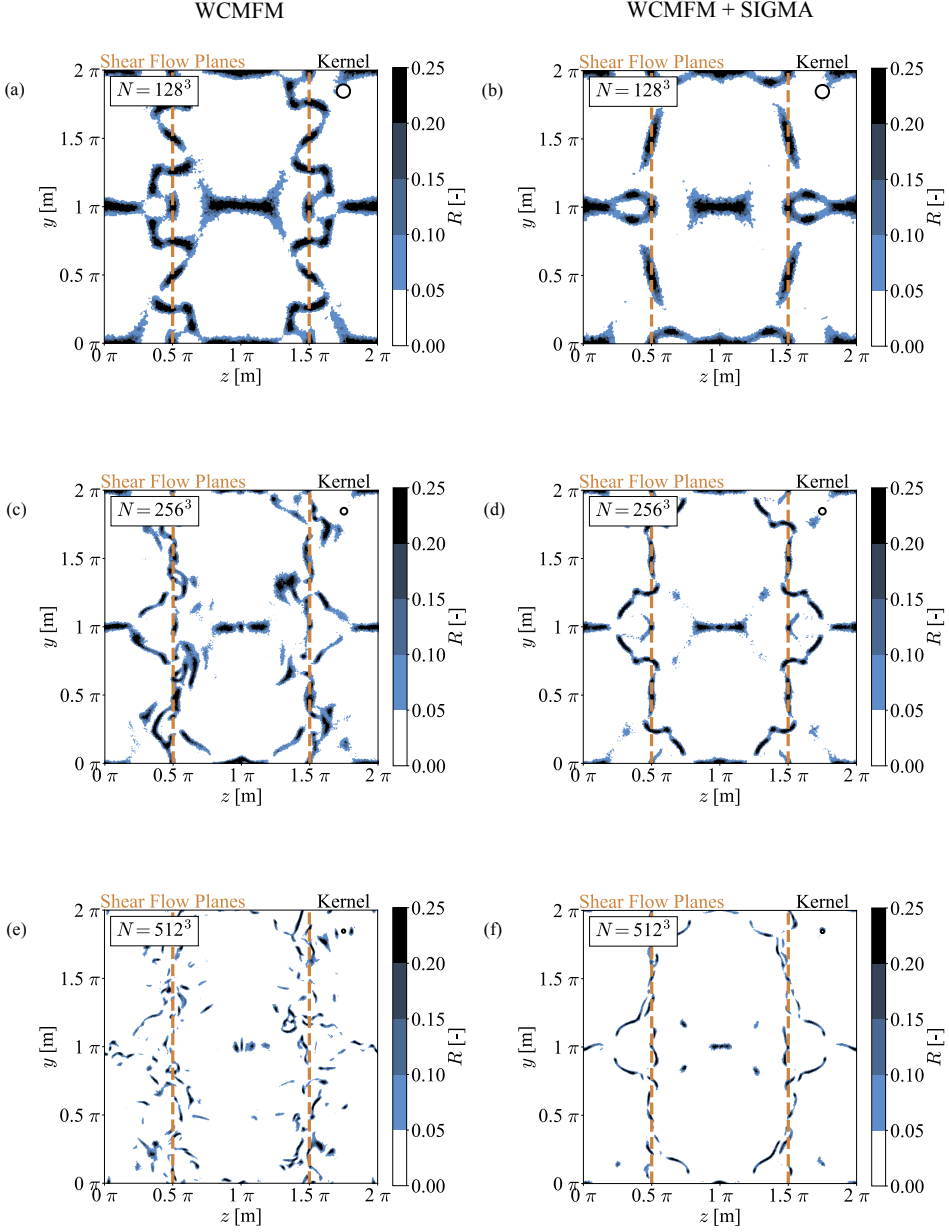 WCMFM
WCMFM + SIGMA
(a)
Shear Flow Planes
Kernel
N = 128³
2 π
1.5 π
1 π
0.5 π
0 π
y [m]
0 π 0.5 π 1 π 1.5 π 2 π
z [m]
0.25
0.20
0.15
0.10
0.05
0.00
R [-]
(b)
Shear Flow Planes
Kernel
N = 128³
2 π
1.5 π
1 π
0.5 π
0 π
y [m]
0 π 0.5 π 1 π 1.5 π 2 π
z [m]
0.25
0.20
0.15
0.10
0.05
0.00
R [-]
(c)
Shear Flow Planes
Kernel
N = 256³
2 π
1.5 π
1 π
0.5 π
0 π
y [m]
0 π 0.5 π 1 π 1.5 π 2 π
z [m]
0.25
0.20
0.15
0.10
0.05
0.00
R [-]
(d)
Shear Flow Planes
Kernel
N = 256³
2 π
1.5 π
1 π
0.5 π
0 π
y [m]
0 π 0.5 π 1 π 1.5 π 2 π
z [m]
0.25
0.20
0.15
0.10
0.05
0.00
R [-]
(e)
Shear Flow Planes
Kernel
N = 512³
2 π
1.5 π
1 π
0.5 π
0 π
y [m]
0 π 0.5 π 1 π 1.5 π 2 π
z [m]
0.25
0.20
0.15
0.10
0.05
0.00
R [-]
(f)
Shear Flow Planes
Kernel
N = 512³
2 π
1.5 π
1 π
0.5 π
0 π
y [m]
0 π 0.5 π 1 π 1.5 π 2 π
z [m]
0.25
0.20
0.15
0.10
0.05
0.00
R [-]